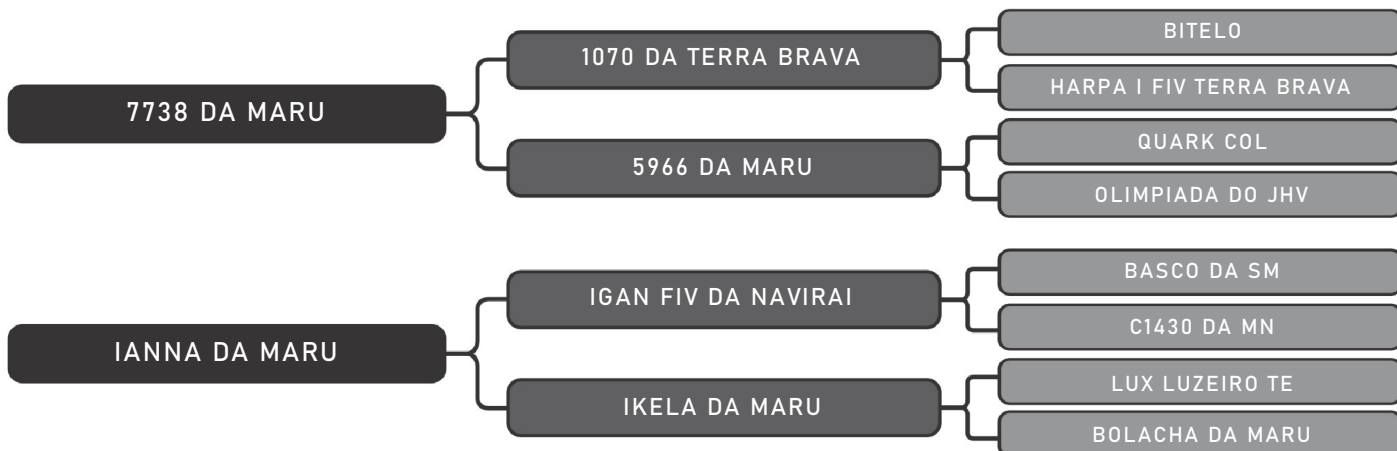 7738 DA MARU
1070 DA TERRA BRAVA
BITELO
HARPA I FIV TERRA BRAVA
5966 DA MARU
QUARK COL
OLIMPIADA DO JHV
IANNA DA MARU
IGAN FIV DA NAVIRAI
BASCO DA SM
C1430 DA MN
IKELA DA MARU
LUX LUZEIRO TE
BOLACHA DA MARU